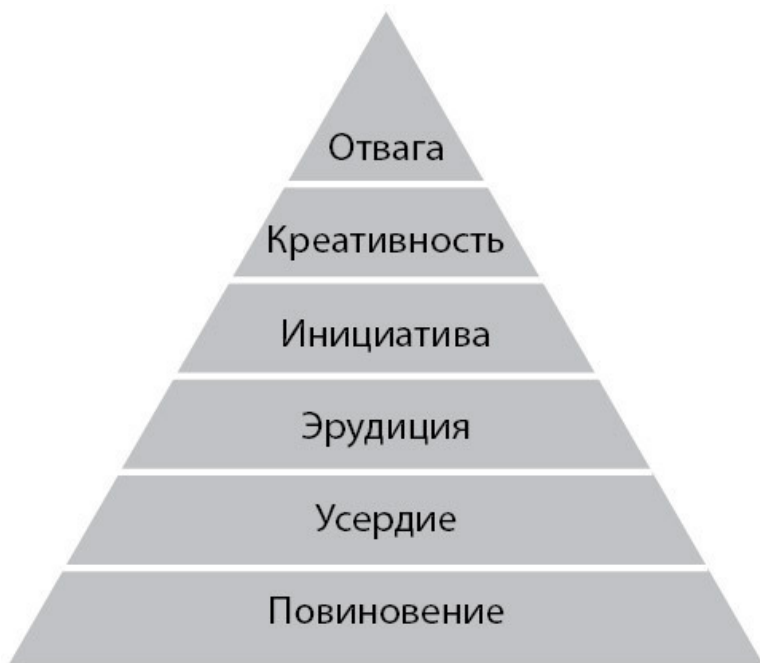 Отвага
Креативность
Инициатива
Эрудиция
Усердие
Повиновение